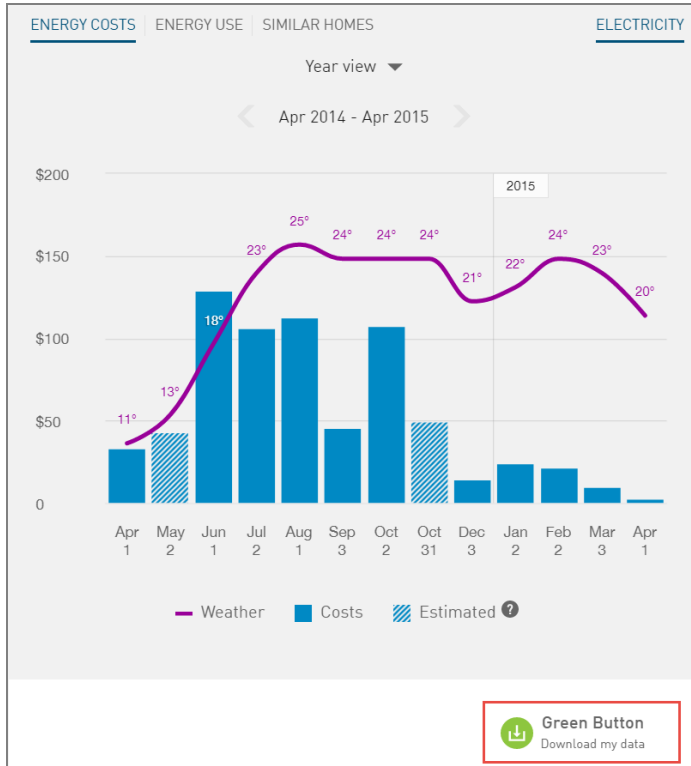 ENERGY COSTS ENERGY USE SIMILAR HOMES ELECTRICITY
Year view
Apr 2014 - Apr 2015
$200
2015
25°
24° 24° 24° 24°
23° 23°
22°
21°
20°
$150
18°
$100
13°
11°
$50
0
Apr May Jun Jul Aug Sep Oct Oct Dec Jan Feb Mar Apr
1 2 1 2 1 3 2 31 3 2 2 3 1
Weather Costs Estimated ?
Green Button
Download my data